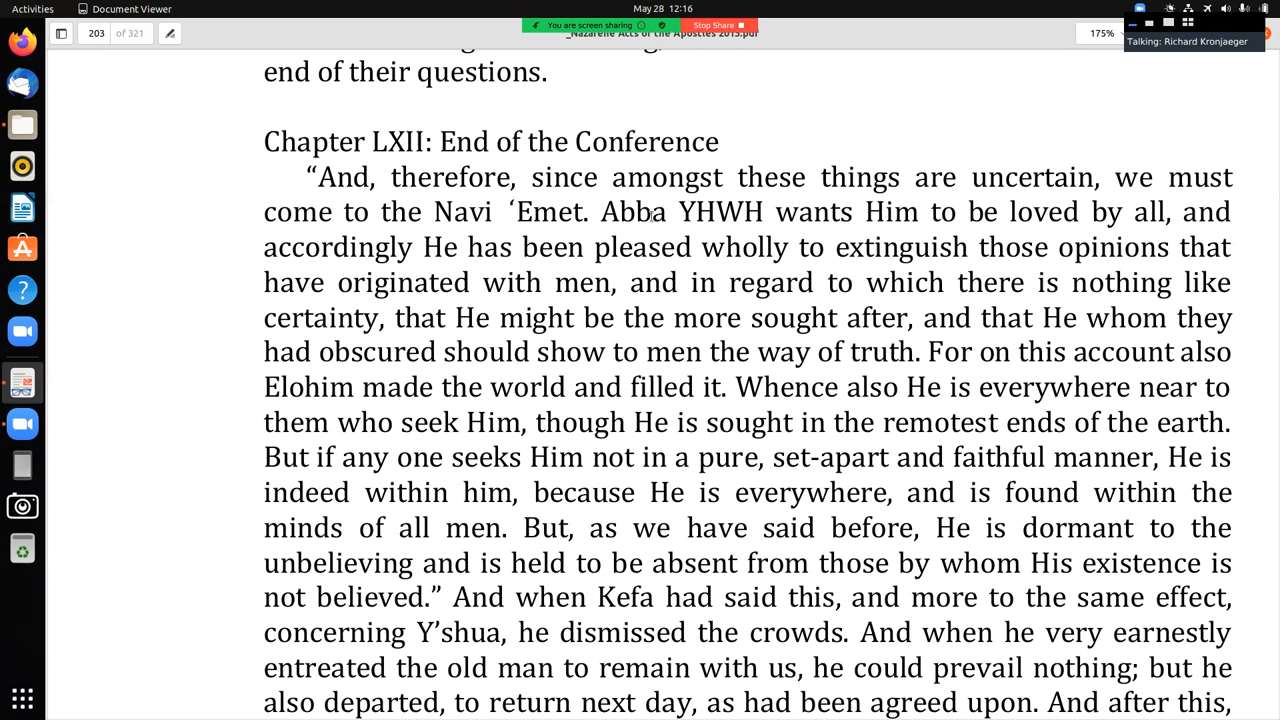 Activities
Document Viewer
May 28 12:16
You are screen sharing
Stop Share
203
of 321
_Nazarene Acts of the Apostles 2013.pdf
175%
Talking: Richard Kronjaeger
end of their questions.
Chapter LXII: End of the Conference
“And, therefore, since amongst these things are uncertain, we must
come to the Navi ‘Emet. Abba YHWH wants Him to be loved by all, and
accordingly He has been pleased wholly to extinguish those opinions that
have originated with men, and in regard to which there is nothing like
certainty, that He might be the more sought after, and that He whom they
had obscured should show to men the way of truth. For on this account also
Elohim made the world and filled it. Whence also He is everywhere near to
them who seek Him, though He is sought in the remotest ends of the earth.
But if any one seeks Him not in a pure, set-apart and faithful manner, He is
indeed within him, because He is everywhere, and is found within the
minds of all men. But, as we have said before, He is dormant to the
unbelieving and is held to be absent from those by whom His existence is
not believed.” And when Kefa had said this, and more to the same effect,
concerning Y’shua, he dismissed the crowds. And when he very earnestly
entreated the old man to remain with us, he could prevail nothing; but he
also departed, to return next day, as had been agreed upon. And after this,